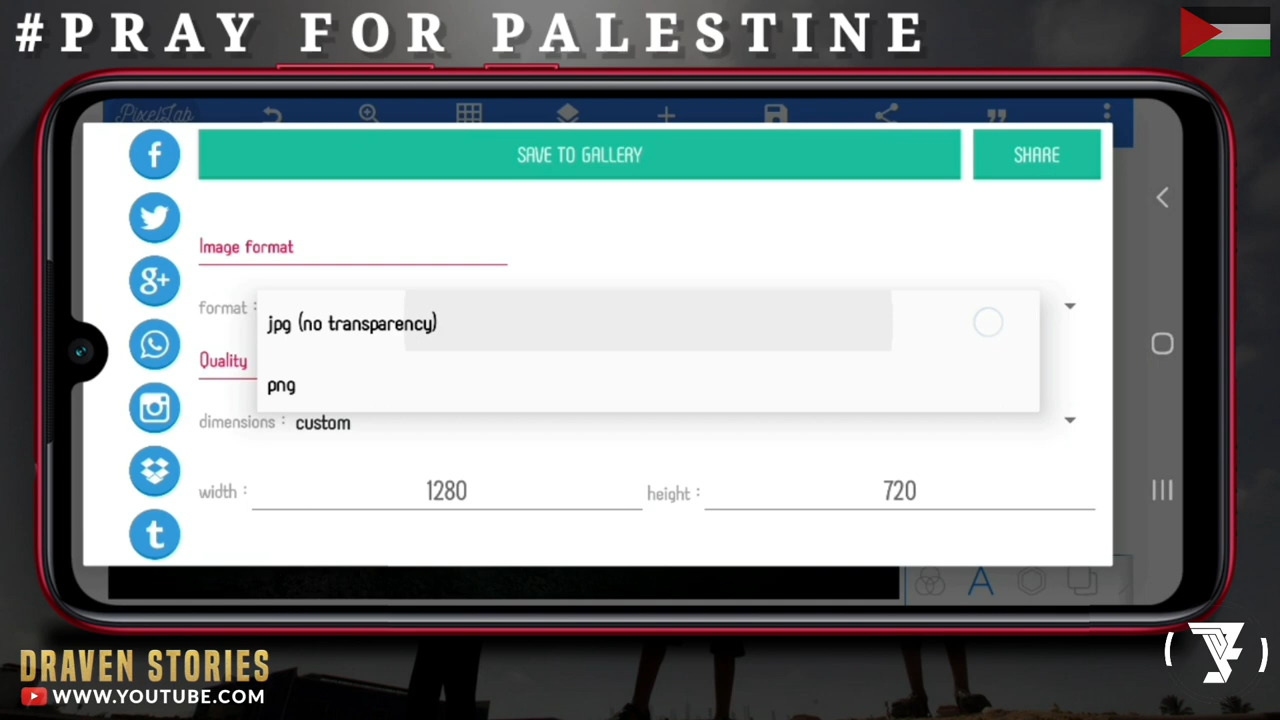 #PRAY FOR PALESTINE
PixelLab
SAVE TO GALLERY
SHARE
Image format
format :
jpg (no transparency)
Quality
png
dimensions : custom
width : 1280 height : 720
DRAVEN STORIES
WWW.YOUTUBE.COM